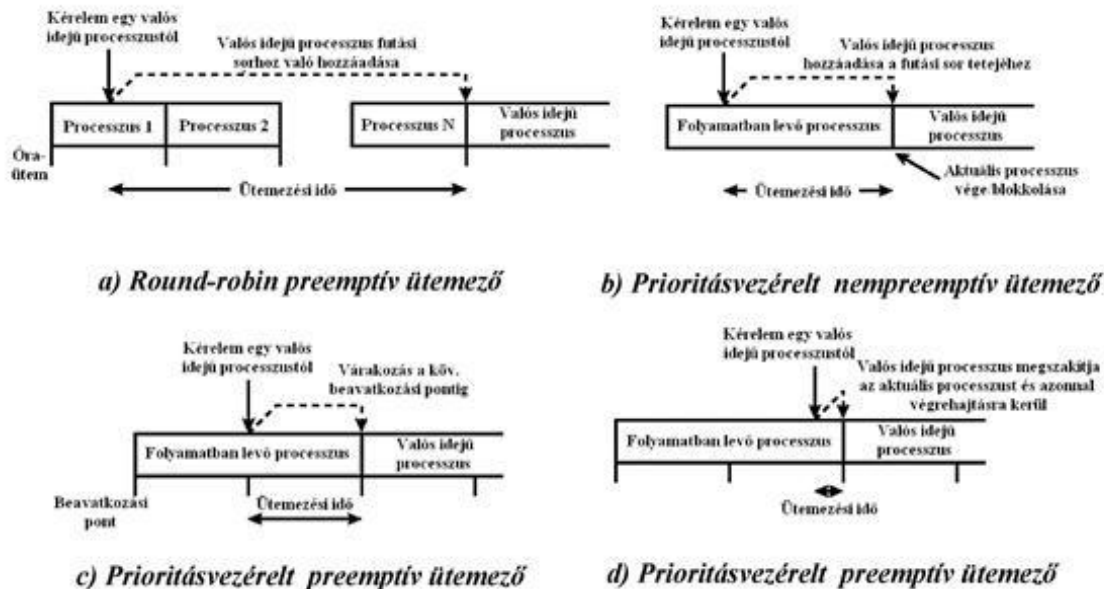 Kérelem egy valós
idejű processzustól
Valós idejű processzus futási
sorhoz való hozzáadása
Processzus 1
Processzus 2
Processzus N
Valós idejű
processzus
Óra-
ütem
Ütemezési idő
a) Round-robin preemptív ütemező
Kérelem egy valós
idejű processzustól
Valós idejű processzus
hozzáadása a futási sor tetejéhez
Folyamatban levő processzus
Valós idejű
processzus
Ütemezési idő
Aktuális processzus
vége/blokkolása
b) Prioritásvezérelt nempreemptív ütemező
Kérelem egy valós
idejű processzustól
Várakozás a köv.
beavatkozási pontig
Folyamatban levő processzus
Valós idejű
processzus
Beavatkozási
pont
Ütemezési idő
c) Prioritásvezérelt preemptív ütemező
Kérelem egy valós
idejű processzustól
Valós idejű processzus megszakítja
az aktuális processzust és azonnal
végrehajtásra kerül
Folyamatban levő processzus
Valós idejű
processzus
Ütemezési idő
d) Prioritásvezérelt preemptív ütemező